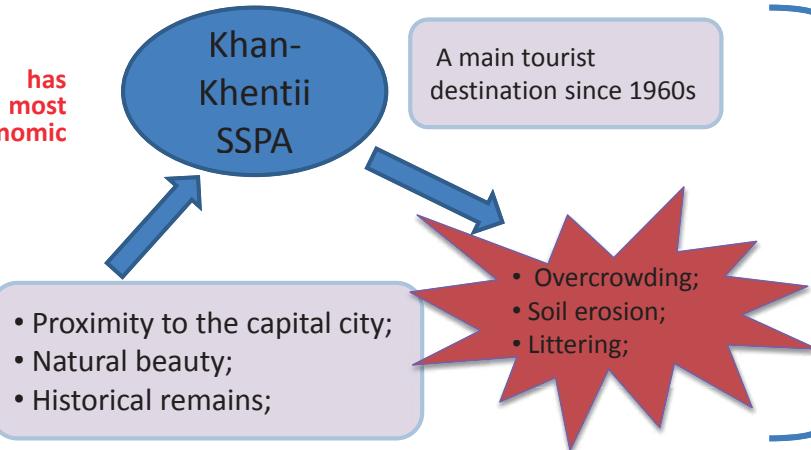 has
most
Khan-
Khentii
SSPA
A main tourist
destination since 1960s
• Proximity to the capital city;
• Natural beauty;
• Historical remains;
• Overcrowding;
• Soil erosion;
• Littering;